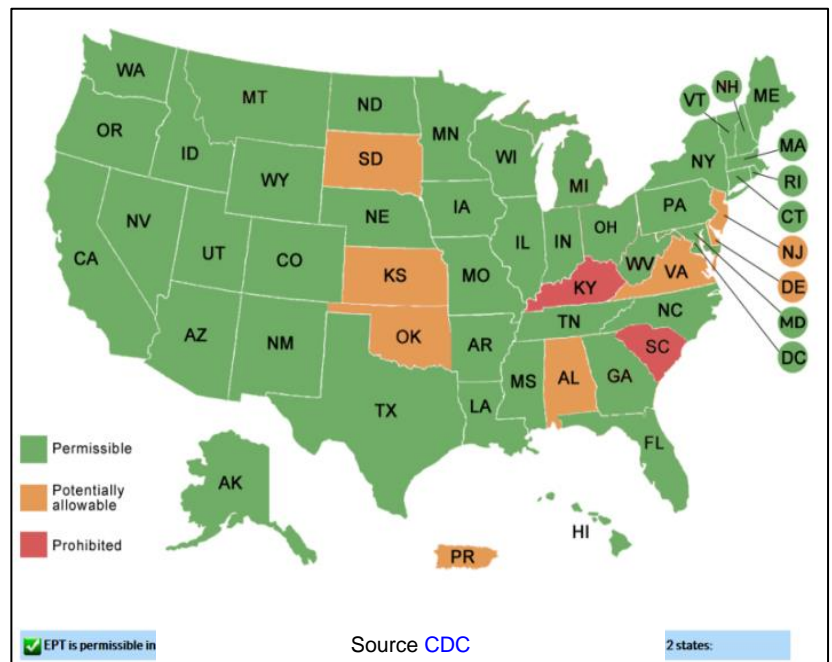 WA
MT
ND
MN
VT
NH
ME
OR
ID
SD
WI
NY
MA
WY
MI
RI
IA
PA
CT
NV
NE
OH
CA
UT
CO
IL
IN
WV
NJ
KS
MO
VA
DE
KY
MD
AZ
NM
OK
TN
NC
DC
AR
SC
MS
AL
GA
TX
LA
FL
Permissible
AK
Potentially
allowable
HI
Prohibited
PR
EPT is permissible in
Source CDC
2 states: